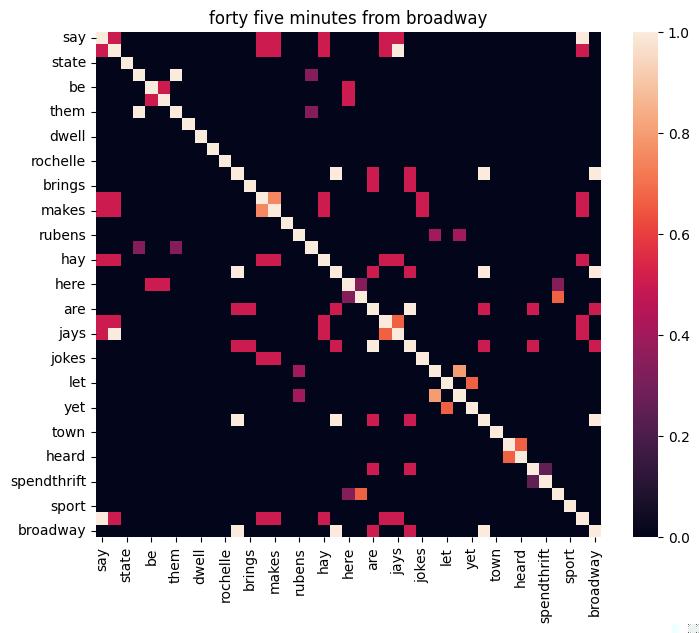 forty five minutes from broadway
say
state
be
them
dwell
rochelle
brings
makes
rubens
hay
here
are
jays
jokes
let
yet
town
heard
spendthrift
sport
broadway
1.0
0.8
0.6
0.4
0.2
0.0
say
state
be
them
dwell
rochelle
brings
makes
rubens
hay
here
are
jays
jokes
let
yet
town
heard
spendthrift
sport
broadway